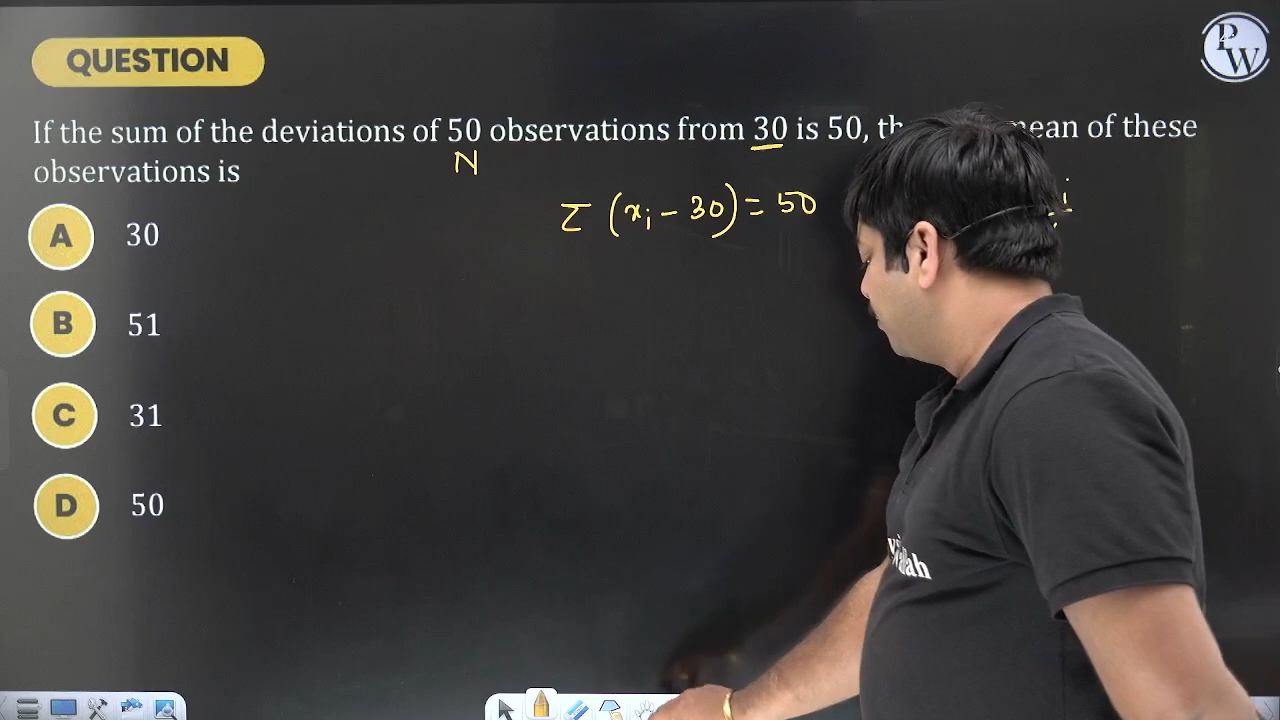 QUESTION
PW
If the sum of the deviations of 50 observations from 30 is 50, mean of these
observations is
N
Σ (xi - 30) = 50
i
A 30
B 51
C 31
D 50